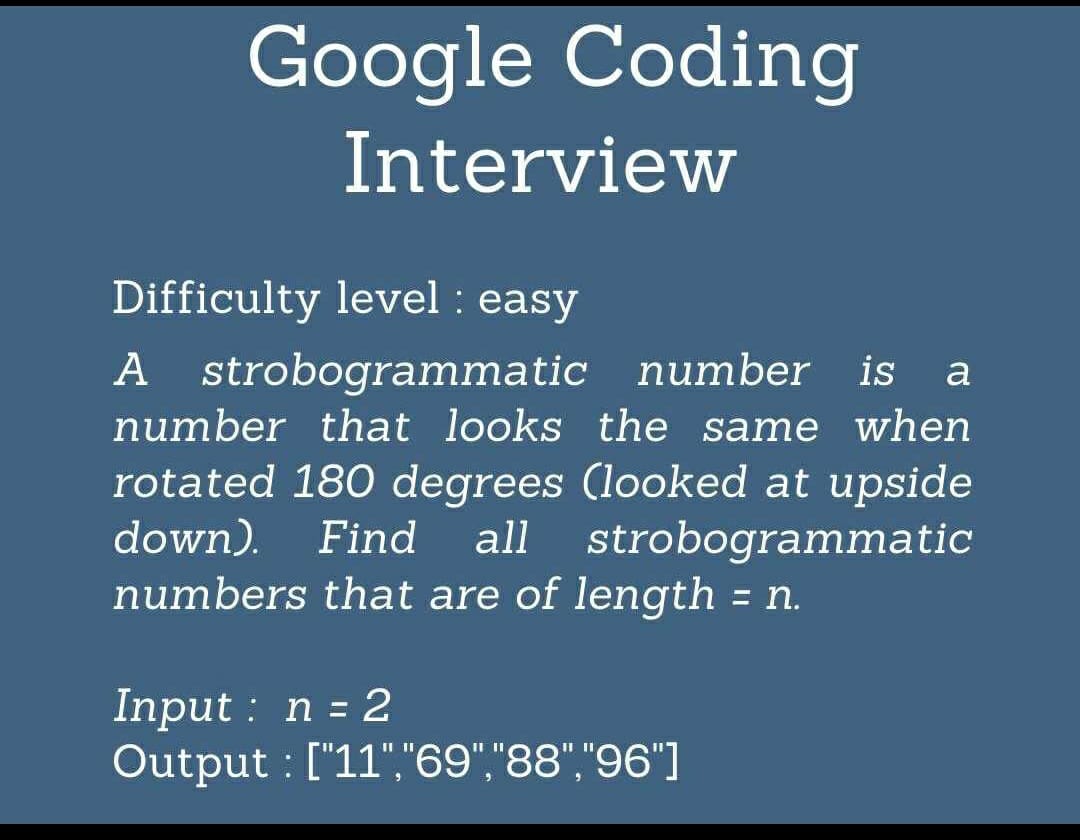 Google Coding
Interview
Difficulty level : easy
A strobogrammatic number is a
number that looks the same when
rotated 180 degrees (looked at upside
down). Find all strobogrammatic
numbers that are of length = n.
Input : n = 2
Output : ["11","69","88","96"]